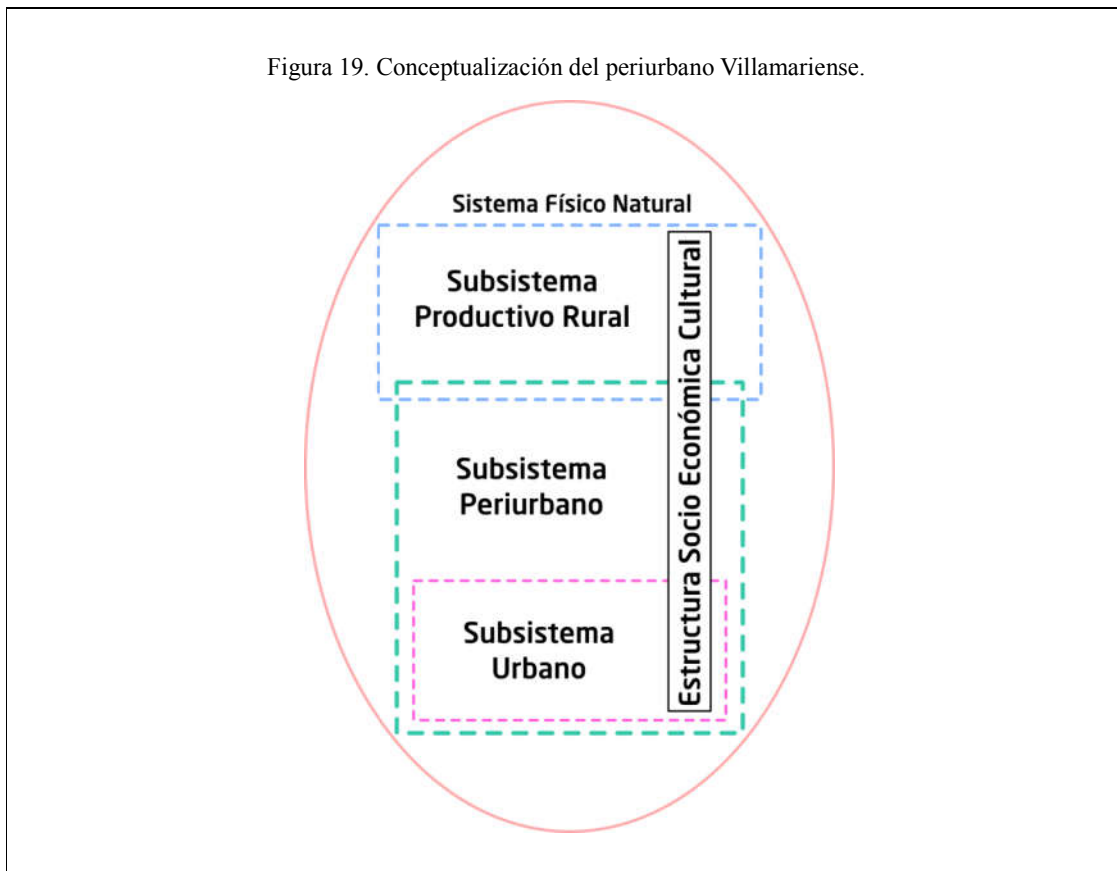 Figura 19. Conceptualización del periurbano Villamariense.
Sistema Físico Natural
Subsistema
Productivo Rural
Estructura Socio Económica Cultural
Subsistema
Periurbano
Subsistema
Urbano